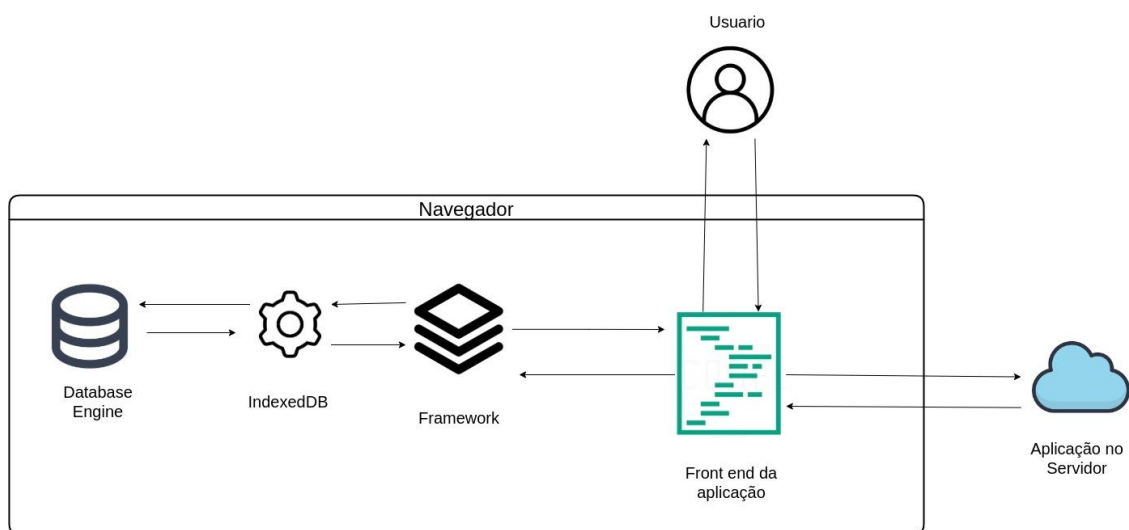 Usuario
Navegador
Database
Engine
IndexedDB
Framework
Front end da
aplicação
Aplicação no
Servidor